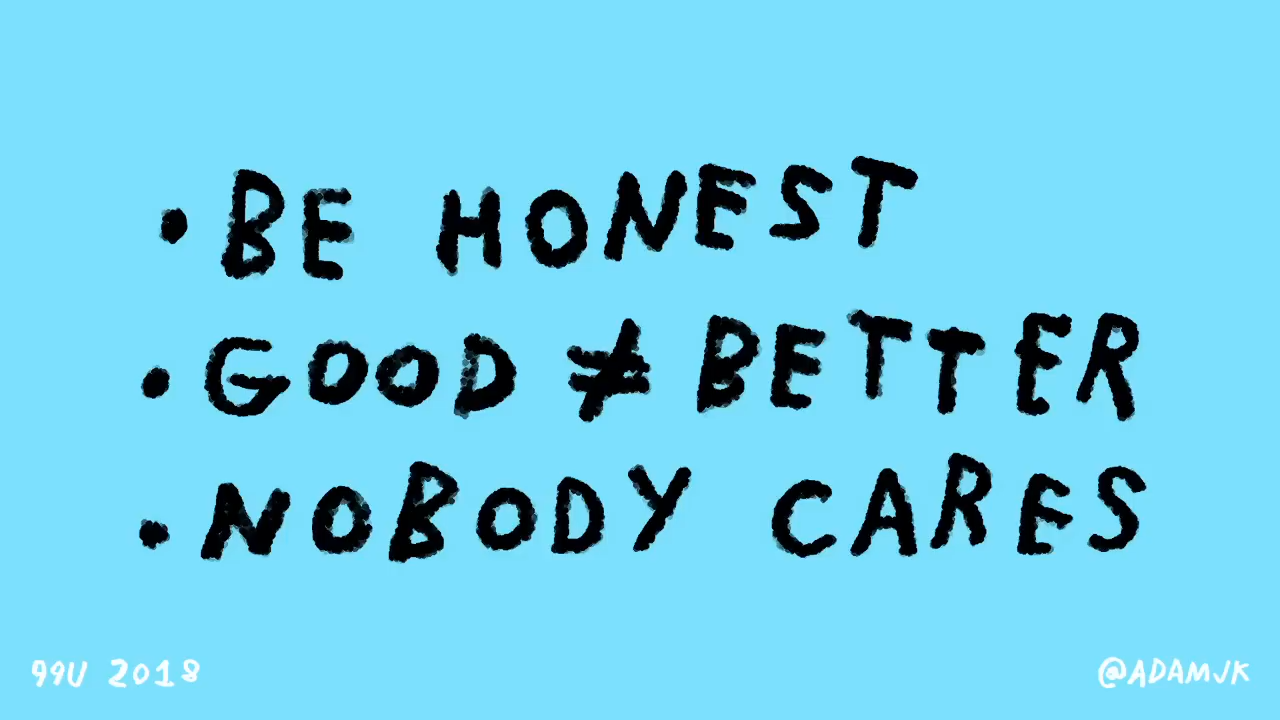 • BE HONEST
• GOOD ≠ BETTER
• NOBODY CARES
99U 2018
@ADAMJK